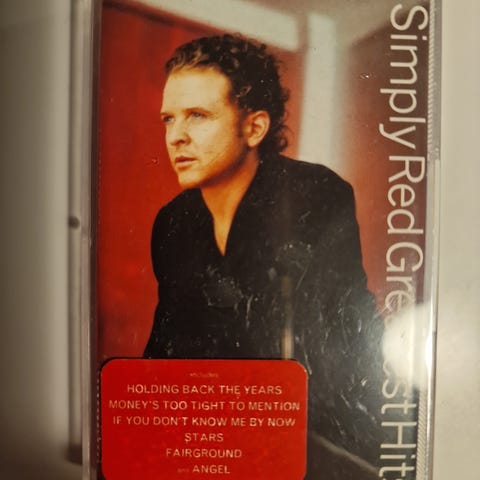 Simply Red Greatest Hits
includes
HOLDING BACK THE YEARS
MONEY'S TOO TIGHT TO MENTION
IF YOU DON'T KNOW ME BY NOW
STARS
FAIRGROUND
and ANGEL